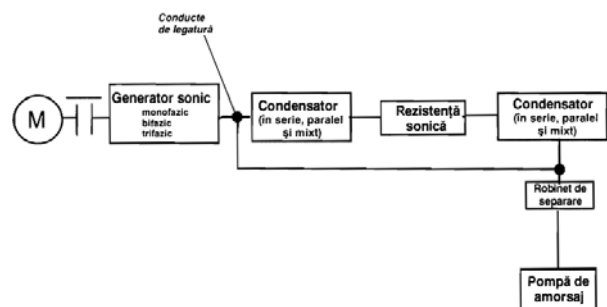 Conducte
de legatură
M
Generator sonic
monofazic
bifazic
trifazic
Condensator
(în serie, paralel
şi mixt)
Rezistenţă
sonică
Condensator
(în serie, paralel
şi mixt)
Robinet de
separare
Pompă de
amorsaj